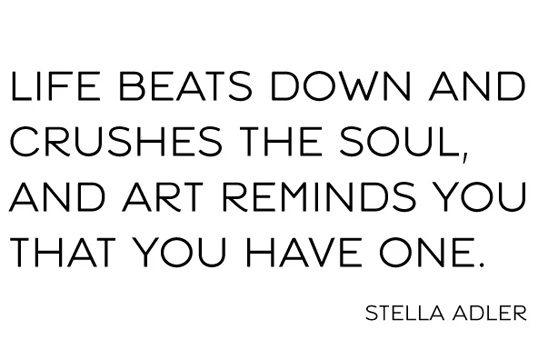 LIFE BEATS DOWN AND
CRUSHES THE SOUL,
AND ART REMINDS YOU
THAT YOU HAVE ONE.
STELLA ADLER